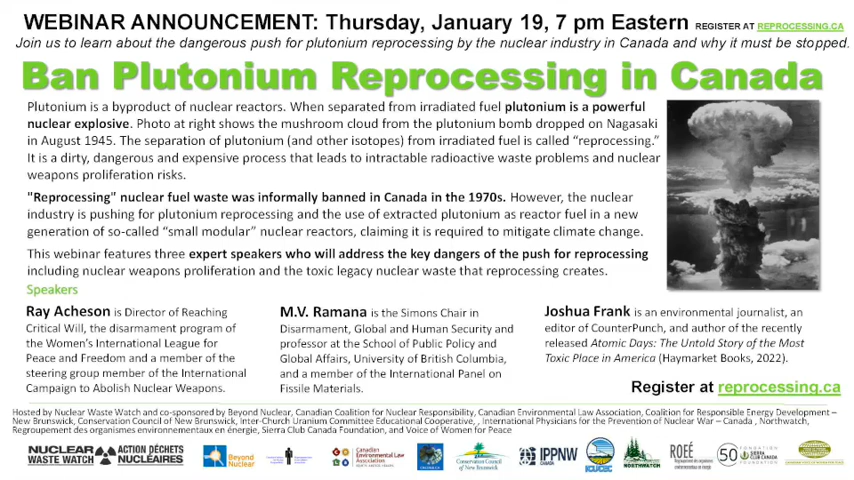 WEBINAR ANNOUNCEMENT: Thursday, January 19, 7 pm Eastern REGISTER AT REPROCESSING.CA
Join us to learn about the dangerous push for plutonium reprocessing by the nuclear industry in Canada and why it must be stopped.
Ban Plutonium Reprocessing in Canada
Plutonium is a byproduct of nuclear reactors. When separated from irradiated fuel plutonium is a powerful
nuclear explosive. Photo at right shows the mushroom cloud from the plutonium bomb dropped on Nagasaki
in August 1945. The separation of plutonium (and other isotopes) from irradiated fuel is called “reprocessing.”
It is a dirty, dangerous and expensive process that leads to intractable radioactive waste problems and nuclear
weapons proliferation risks.
"Reprocessing" nuclear fuel waste was informally banned in Canada in the 1970s. However, the nuclear
industry is pushing for plutonium reprocessing and the use of extracted plutonium as reactor fuel in a new
generation of so-called “small modular” nuclear reactors, claiming it is required to mitigate climate change.
This webinar features three expert speakers who will address the key dangers of the push for reprocessing
including nuclear weapons proliferation and the toxic legacy nuclear waste that reprocessing creates.
Speakers
Ray Acheson is Director of Reaching
Critical Will, the disarmament program of
the Women’s International League for
Peace and Freedom and a member of the
steering group member of the International
Campaign to Abolish Nuclear Weapons.
M.V. Ramana is the Simons Chair in
Disarmament, Global and Human Security and
professor at the School of Public Policy and
Global Affairs, University of British Columbia,
and a member of the International Panel on
Fissile Materials.
Joshua Frank is an environmental journalist, an
editor of CounterPunch, and author of the recently
released Atomic Days: The Untold Story of the Most
Toxic Place in America (Haymarket Books, 2022).
Register at reprocessing.ca
Hosted by Nuclear Waste Watch and co-sponsored by Beyond Nuclear, Canadian Coalition for Nuclear Responsibility, Canadian Environmental Law Association, Coalition for Responsible Energy Development –
New Brunswick, Conservation Council of New Brunswick, Inter-Church Uranium Committee Educational Cooperative, , International Physicians for the Prevention of Nuclear War – Canada , Northwatch,
Regroupement des organismes environnementaux en énergie, Sierra Club Canada Foundation, and Voice of Women for Peace
NUCLEAR
WASTE WATCH
ACTION DÉCHETS
NUCLÉAIRES
Beyond
Nuclear
Canadian
Environmental Law
Association
Conservation Council
of New Brunswick
IPPNW
CANADA
ICUCEC
NORTHWATCH
ROEÉ
50
FONDATION
SIERRA CLUB
CANADA
FOUNDATION